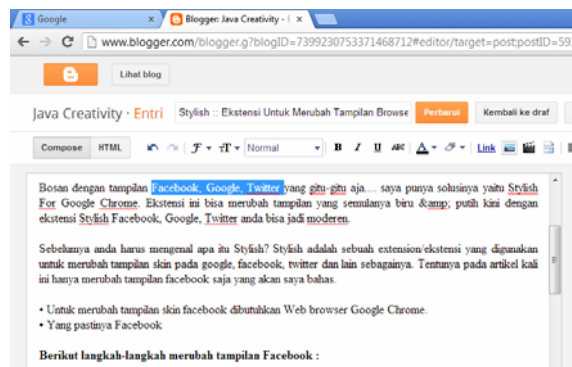 Google
Blogger: Java Creativity - 
www.blogger.com/blogger.g?blogID=7399230753371468712#editor/target=post;postID=59
Lihat blog
Java Creativity · Entri Stylish :: Ekstensi Untuk Merubah Tampilan Browse Perbarui Kembali ke draf
Compose HTML Normal B I U ABC A Link
Bosan dengan tampilan Facebook, Google, Twitter yang gitu-gitu aja.... saya punya solusinya yaitu Stylish
For Google Chrome. Ekstensi ini bisa merubah tampilan yang semulanya biru &amp; putih kini dengan
ekstensi Stylish Facebook, Google, Twitter anda bisa jadi moderen.
Sebelumya anda harus mengenal apa itu Stylish? Stylish adalah sebuah extension/ekstensi yang digunakan
untuk merubah tampilan skin pada google, facebook, twitter dan lain sebagainya. Tentunya pada artikel kali
ini hanya merubah tampilan facebook saja yang akan saya bahas.
• Untuk merubah tampilan skin facebook dibutuhkan Web browser Google Chrome.
• Yang pastinya Facebook
Berikut langkah-langkah merubah tampilan Facebook :